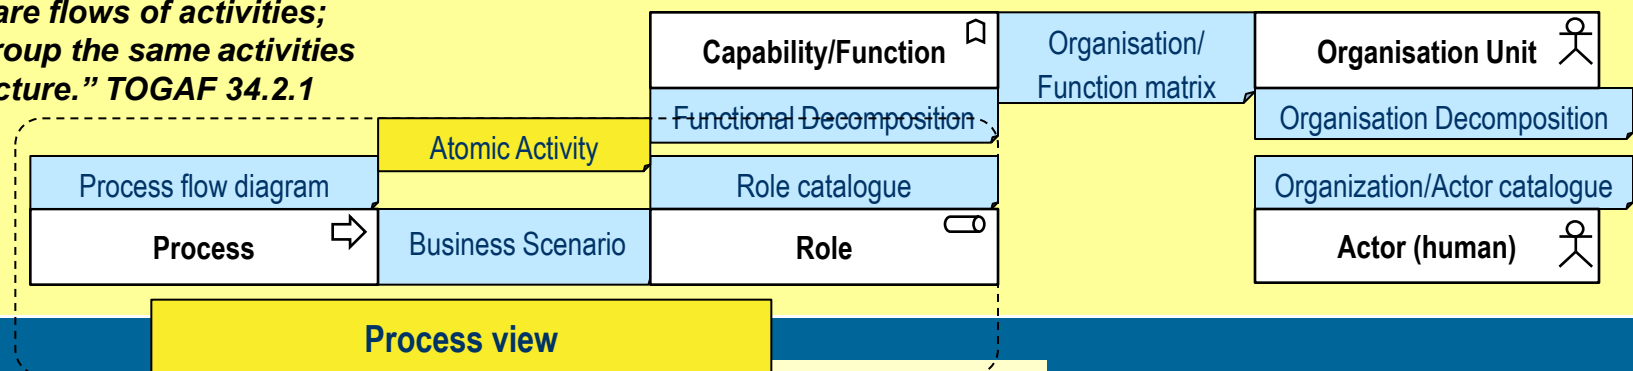 are flows of activities;
roup the same activities
cture.” TOGAF 34.2.1
Capability/Function
Organisation/
Function matrix
Organisation Unit
Functional Decomposition
Organisation Decomposition
Atomic Activity
Process flow diagram
Role catalogue
Organization/Actor catalogue
Process
Business Scenario
Role
Actor (human)
Process view